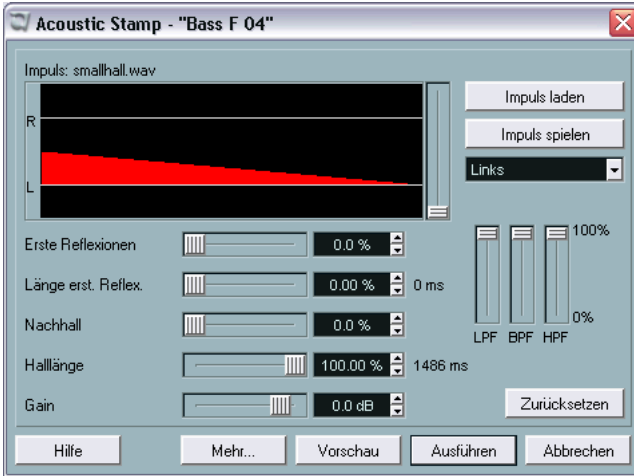 Acoustic Stamp - "Bass F 04"
Impuls: smallhall.wav
R
L
Impuls laden
Impuls spielen
Links
Erste Reflexionen 0.0 %
Länge erst. Reflex. 0.00 % 0 ms
Nachhall 0.0 %
Halllänge 100.00 % 1486 ms
Gain 0.0 dB
100%
0%
LPF BPF HPF
Zurücksetzen
Hilfe Mehr... Vorschau Ausführen Abbrechen